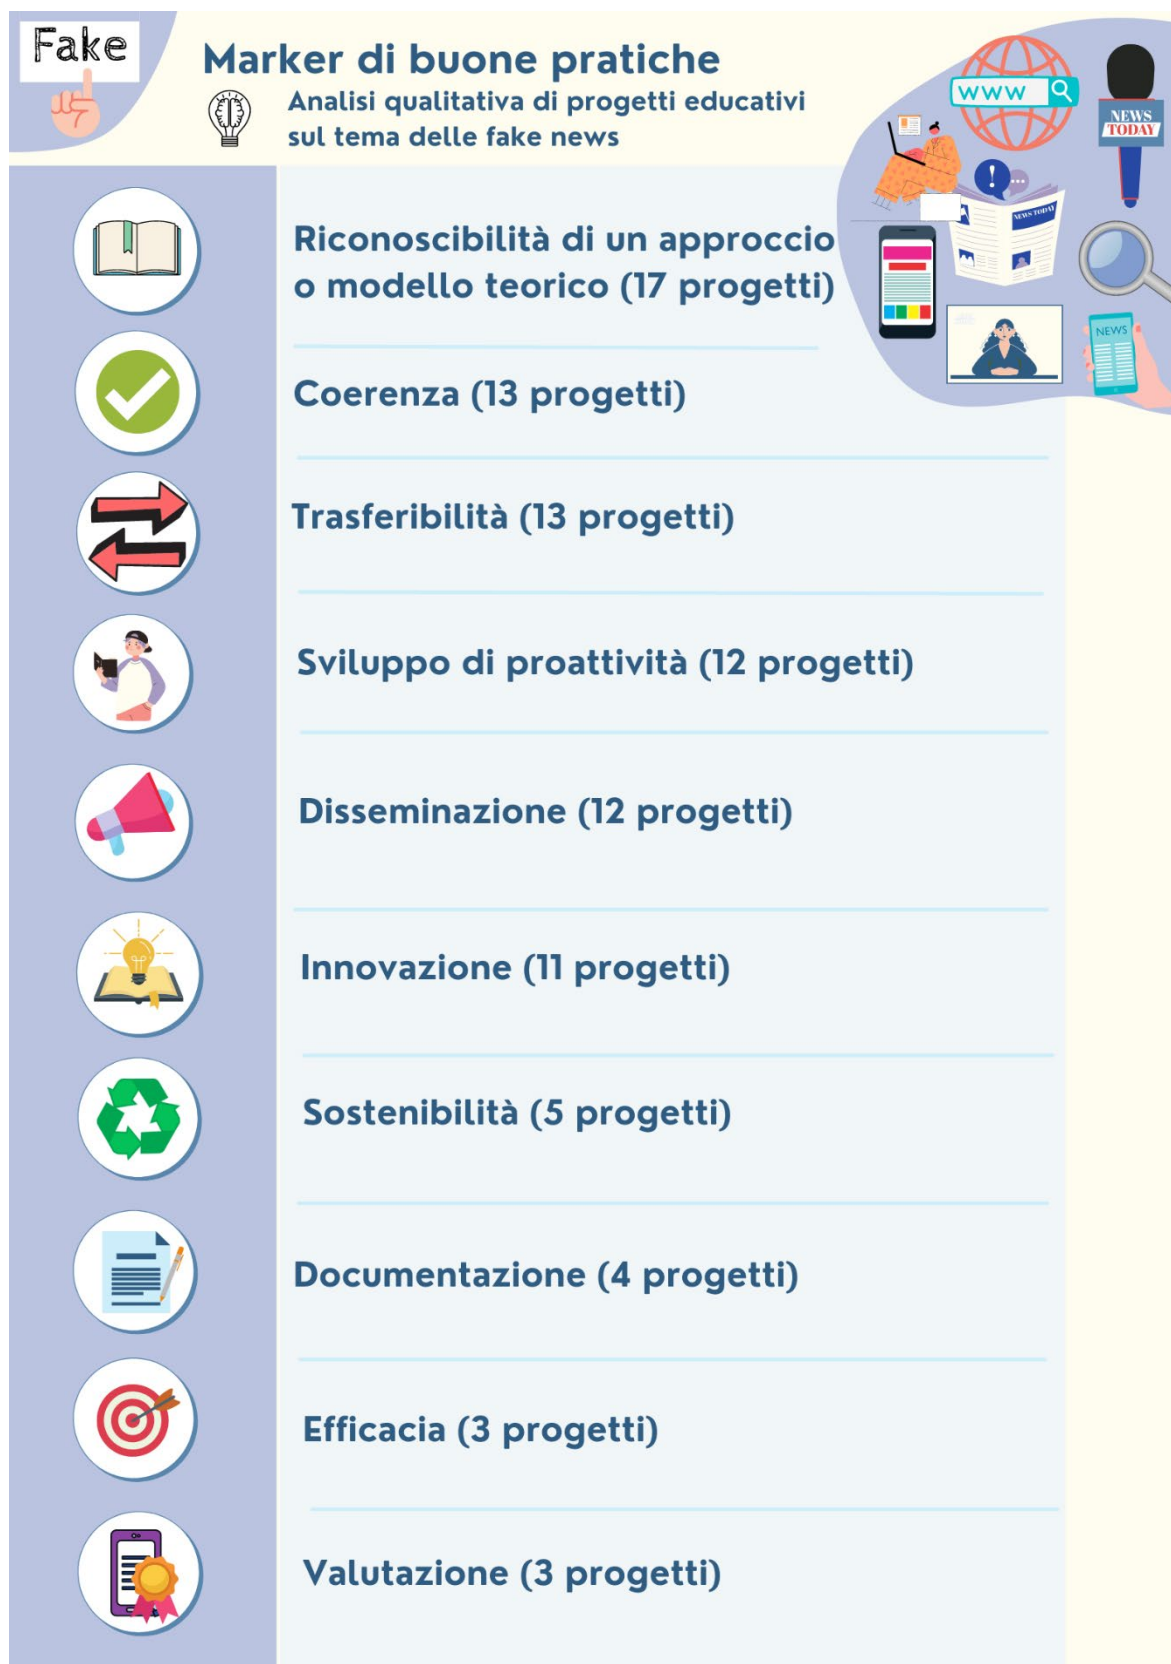 Fake
Marker di buone pratiche
Analisi qualitativa di progetti educativi
sul tema delle fake news
WWW
NEWS
TODAY
NEWS TODAY
NEWS
Riconoscibilità di un approccio
o modello teorico (17 progetti)
Coerenza (13 progetti)
Trasferibilità (13 progetti)
Sviluppo di proattività (12 progetti)
Disseminazione (12 progetti)
Innovazione (11 progetti)
Sostenibilità (5 progetti)
Documentazione (4 progetti)
Efficacia (3 progetti)
Valutazione (3 progetti)